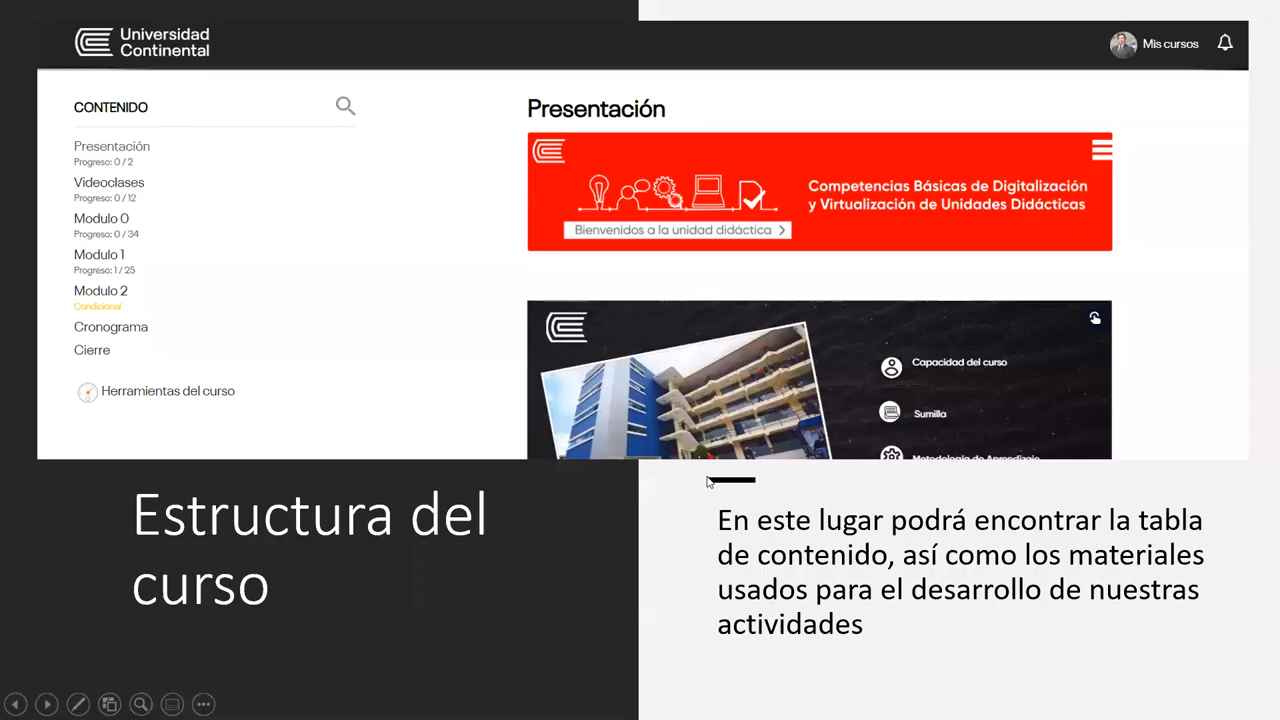 Universidad
Continental
Mis cursos
CONTENIDO
Presentación
Progreso: 0 / 2
Videoclases
Progreso: 0 / 12
Modulo 0
Progreso: 0 / 34
Modulo 1
Progreso: 1 / 25
Modulo 2
Condicional
Cronograma
Cierre
Herramientas del curso
Presentación
Competencias Básicas de Digitalización
y Virtualización de Unidades Didácticas
Bienvenidos a la unidad didáctica
Capacidad del curso
Sumilla
Metodología de Aprendizaje
Estructura del
curso
En este lugar podrá encontrar la tabla
de contenido, así como los materiales
usados para el desarrollo de nuestras
actividades